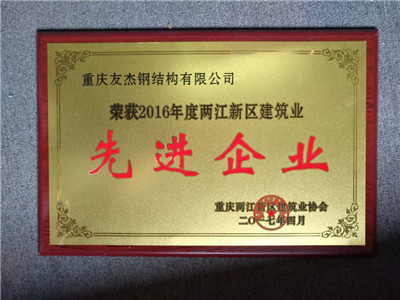 重庆友杰钢结构有限公司
荣获2016年度两江新区建筑业
先进企业
重庆两江新区建筑业协会
二〇一七年四月